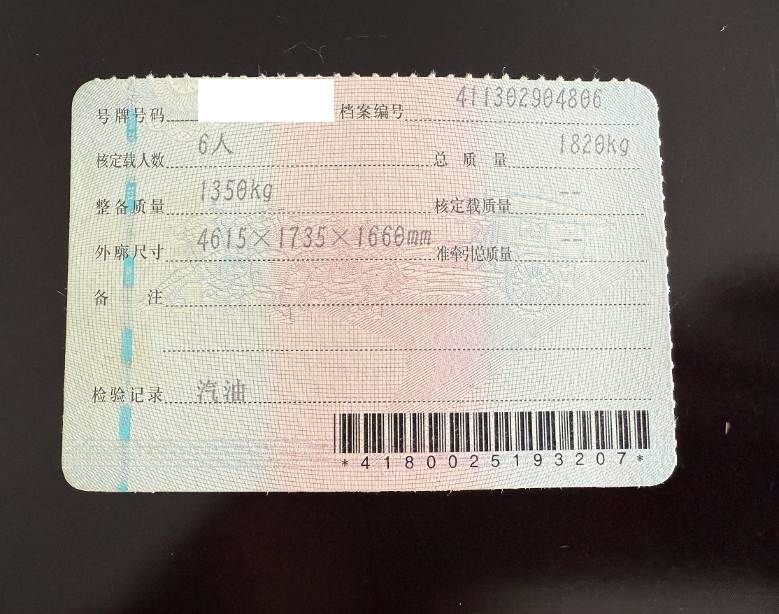 号牌号码 档案编号 411302904806
核定载人数 6人 总质量 1820kg
整备质量 1350kg 核定载质量 --
外廓尺寸 4615×1735×1660mm 准牵引总质量 --
备注
检验记录 汽油
*4180025193207*